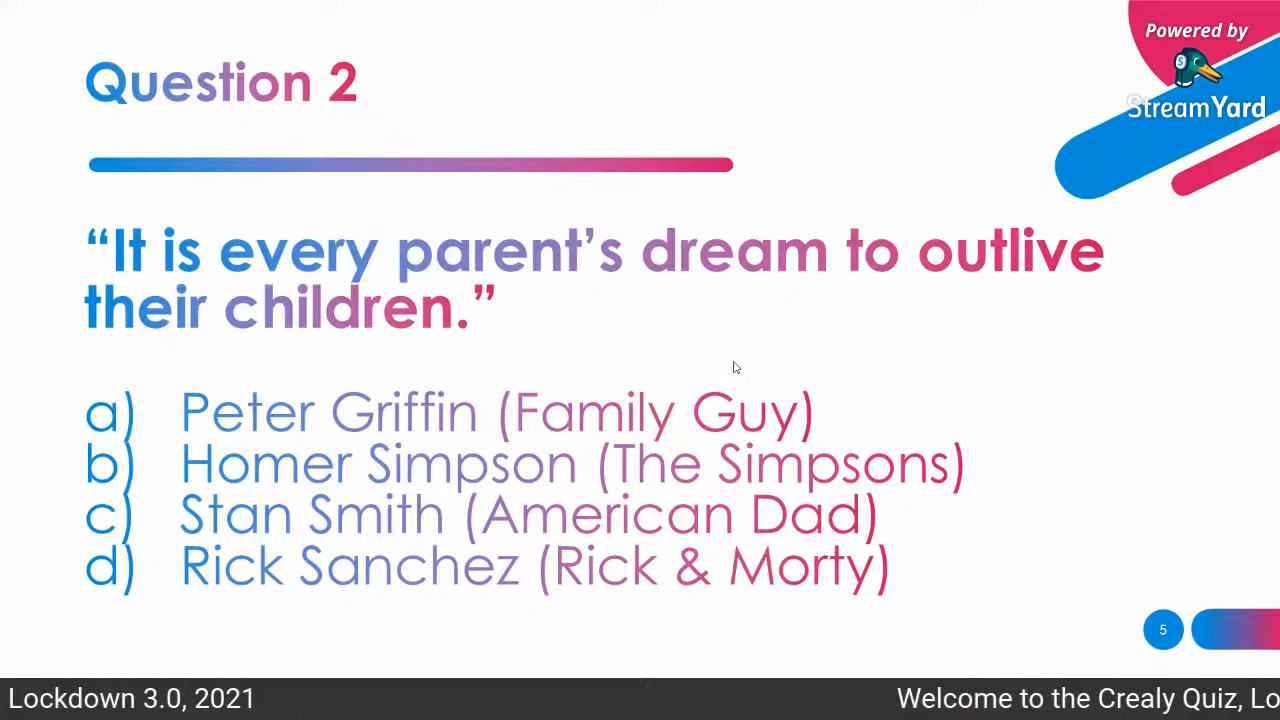 Powered by
StreamYard
Question 2
“It is every parent’s dream to outlive
their children.”
a) Peter Griffin (Family Guy)
b) Homer Simpson (The Simpsons)
c) Stan Smith (American Dad)
d) Rick Sanchez (Rick & Morty)
5
Lockdown 3.0, 2021 Welcome to the Crealy Quiz, Lo